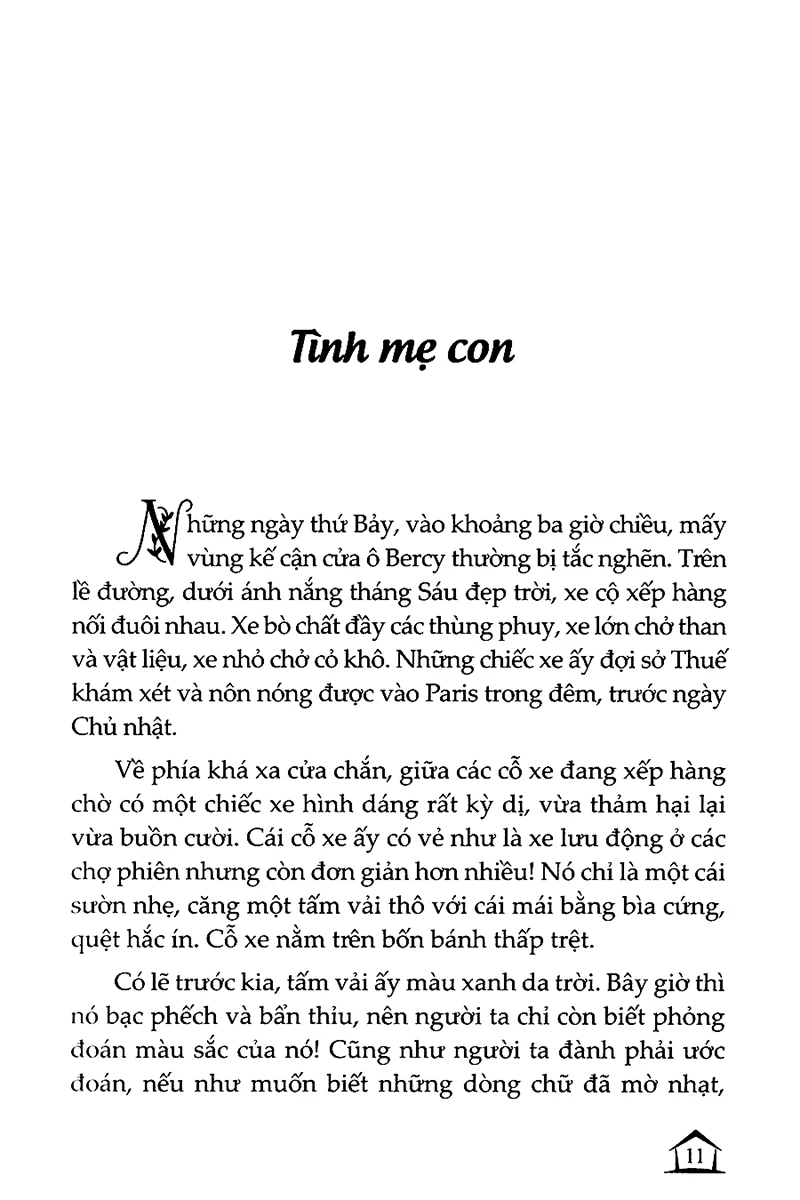 Tình mẹ con
Những ngày thứ Bảy, vào khoảng ba giờ chiều, mấy
vùng kế cận cửa ô Bercy thường bị tắc nghẽn. Trên
lề đường, dưới ánh nắng tháng Sáu đẹp trời, xe cộ xếp hàng
nối đuôi nhau. Xe bò chất đầy các thùng phuy, xe lớn chở than
và vật liệu, xe nhỏ chở cỏ khô. Những chiếc xe ấy đợi sở Thuế
khám xét và nôn nóng được vào Paris trong đêm, trước ngày
Chủ nhật.
Về phía khá xa cửa chắn, giữa các cỗ xe đang xếp hàng
chờ có một chiếc xe hình dáng rất kỳ dị, vừa thảm hại lại
vừa buồn cười. Cái cỗ xe ấy có vẻ như là xe lưu động ở các
chợ phiên nhưng còn đơn giản hơn nhiều! Nó chỉ là một cái
sườn nhẹ, căng một tấm vải thô với cái mái bằng bìa cứng,
quệt hắc ín. Cỗ xe nằm trên bốn bánh thấp trệt.
Có lẽ trước kia, tấm vải ấy màu xanh da trời. Bây giờ thì
nó bạc phếch và bẩn thỉu, nên người ta chỉ còn biết phỏng
đoán màu sắc của nó! Cũng như người ta đành phải ước
đoán, nếu như muốn biết những dòng chữ đã mờ nhạt,
11